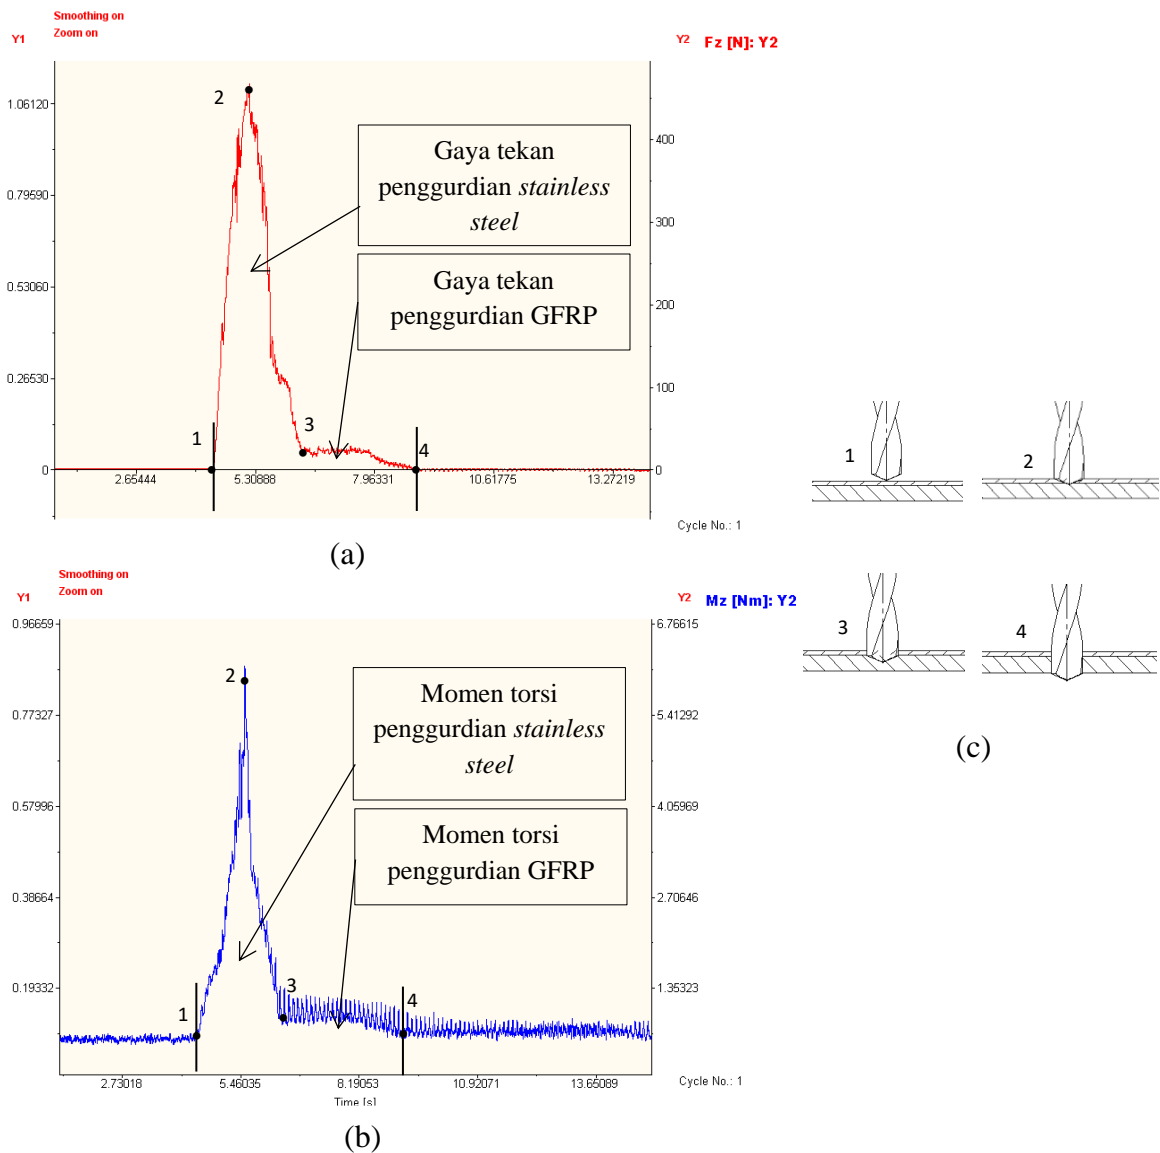 Smoothing on
Zoom on
Y1
Y2 Fz [N]: Y2
1.06120
0.79590
0.53060
0.26530
0
400
300
200
100
0
2
Gaya tekan
penggurdian stainless
steel
Gaya tekan
penggurdian GFRP
1
3
4
2.65444
5.30888
7.96331
10.61775
13.27219
Cycle No.: 1
(a)
Smoothing on
Zoom on
Y1
Y2 Mz [Nm]: Y2
0.96659
0.77327
0.57996
0.38664
0.19332
6.76615
5.41292
4.05969
2.70646
1.35323
2
Momen torsi
penggurdian stainless
steel
Momen torsi
penggurdian GFRP
1
3
4
2.73018
5.46035
8.19053
10.92071
13.65089
Time [s]
Cycle No.: 1
(b)
1
2
3
4
(c)